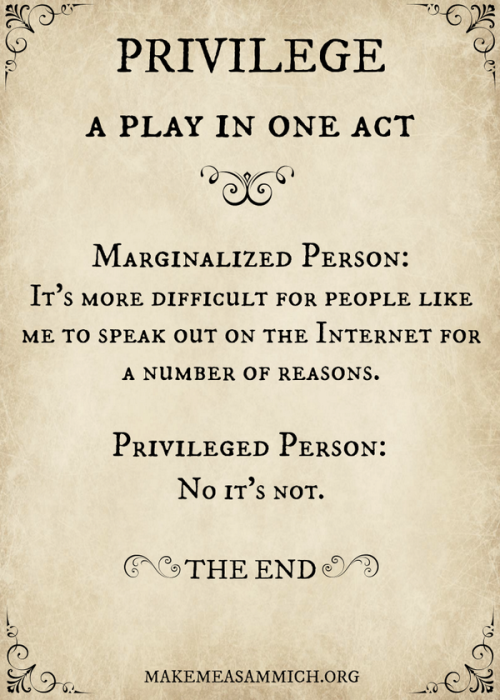 PRIVILEGE
A PLAY IN ONE ACT
MARGINALIZED PERSON:
IT'S MORE DIFFICULT FOR PEOPLE LIKE
ME TO SPEAK OUT ON THE INTERNET FOR
A NUMBER OF REASONS.
PRIVILEGED PERSON:
NO IT'S NOT.
THE END
MAKEMEASAMMICH.ORG